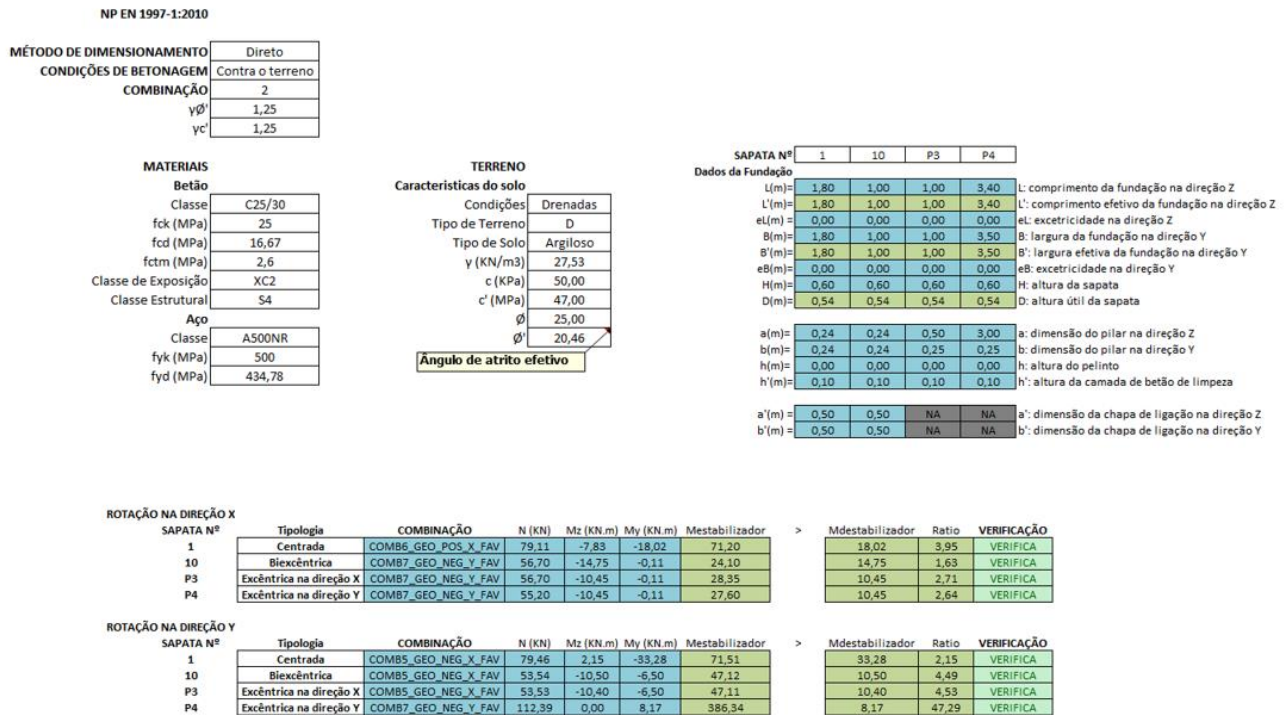 NP EN 1997-1:2010
MÉTODO DE DIMENSIONAMENTO Direto
CONDIÇÕES DE BETONAGEM Contra o terreno
COMBINAÇÃO 2
γØ' 1,25
γc' 1,25
MATERIAIS
Betão
Classe C25/30
fck (MPa) 25
fcd (MPa) 16,67
fctm (MPa) 2,6
Classe de Exposição XC2
Classe Estrutural S4
Aço
Classe A500NR
fyk (MPa) 500
fyd (MPa) 434,78
TERRENO
Caracteristicas do solo
Condições Drenadas
Tipo de Terreno D
Tipo de Solo Argiloso
γ (KN/m3) 27,53
c (KPa) 50,00
c' (MPa) 47,00
Ø 25,00
Ø' 20,46
Ângulo de atrito efetivo
SAPATA Nº 1 10 P3 P4
Dados da Fundação
L(m)= 1,80 1,00 1,00 3,40 L: comprimento da fundação na direção Z
L'(m)= 1,80 1,00 1,00 3,40 L': comprimento efetivo da fundação na direção Z
eL(m) = 0,00 0,00 0,00 0,00 eL: excetricidade na direção Z
B(m)= 1,80 1,00 1,00 3,50 B: largura da fundação na direção Y
B'(m)= 1,80 1,00 1,00 3,50 B': largura efetiva da fundação na direção Y
eB(m)= 0,00 0,00 0,00 0,00 eB: excetricidade na direção Y
H(m)= 0,60 0,60 0,60 0,60 H: altura da sapata
D(m)= 0,54 0,54 0,54 0,54 D: altura útil da sapata
a(m)= 0,24 0,24 0,50 3,00 a: dimensão do pilar na direção Z
b(m)= 0,24 0,24 0,25 0,25 b: dimensão do pilar na direção Y
h(m)= 0,00 0,00 0,00 0,00 h: altura do pelinto
h'(m)= 0,10 0,10 0,10 0,10 h': altura da camada de betão de limpeza
a'(m) = 0,50 0,50 NA NA a': dimensão da chapa de ligação na direção Z
b'(m) = 0,50 0,50 NA NA b': dimensão da chapa de ligação na direção Y
ROTAÇÃO NA DIREÇÃO X
SAPATA Nº Tipologia COMBINAÇÃO N (KN) Mz (KN.m) My (KN.m) Mestabilizador > Mdestabilizador Ratio VERIFICAÇÃO
1 Centrada COMB6_GEO_POS_X_FAV 79,11 -7,83 -18,02 71,20 18,02 3,95 VERIFICA
10 Biexcêntrica COMB7_GEO_NEG_Y_FAV 56,70 -14,75 -0,11 24,10 14,75 1,63 VERIFICA
P3 Excêntrica na direção X COMB7_GEO_NEG_Y_FAV 56,70 -10,45 -0,11 28,35 10,45 2,71 VERIFICA
P4 Excêntrica na direção Y COMB7_GEO_NEG_Y_FAV 55,20 -10,45 -0,11 27,60 10,45 2,64 VERIFICA
ROTAÇÃO NA DIREÇÃO Y
SAPATA Nº Tipologia COMBINAÇÃO N (KN) Mz (KN.m) My (KN.m) Mestabilizador > Mdestabilizador Ratio VERIFICAÇÃO
1 Centrada COMB5_GEO_NEG_X_FAV 79,46 2,15 -33,28 71,51 33,28 2,15 VERIFICA
10 Biexcêntrica COMB5_GEO_NEG_X_FAV 53,54 -10,50 -6,50 47,12 10,50 4,49 VERIFICA
P3 Excêntrica na direção X COMB5_GEO_NEG_X_FAV 53,53 -10,40 -6,50 47,11 10,40 4,53 VERIFICA
P4 Excêntrica na direção Y COMB7_GEO_NEG_Y_FAV 112,39 0,00 8,17 386,34 8,17 47,29 VERIFICA